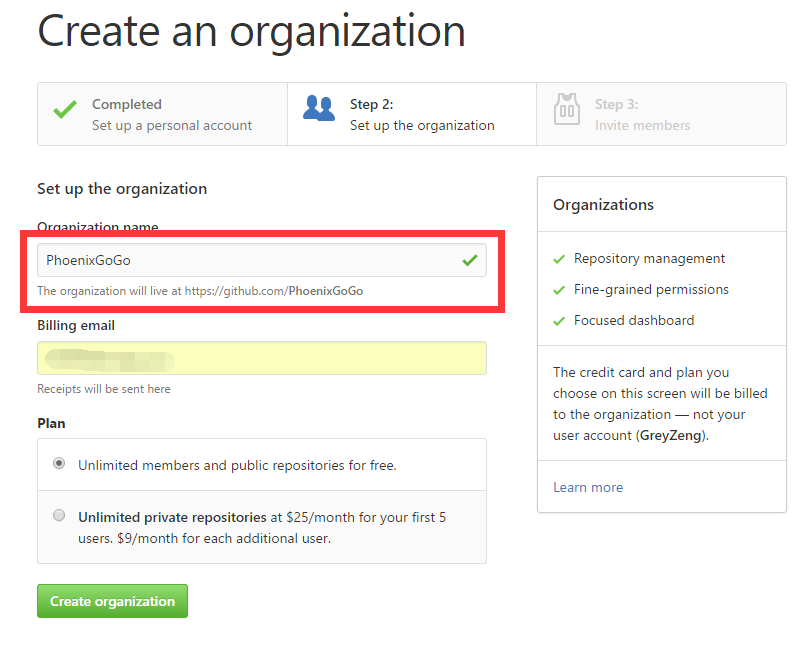 Create an organization
Completed
Set up a personal account
Step 2:
Set up the organization
Step 3:
Invite members
Set up the organization
Organization name
PhoenixGoGo
The organization will live at https://github.com/PhoenixGoGo
Billing email
Receipts will be sent here
Plan
Unlimited members and public repositories for free.
Unlimited private repositories at $25/month for your first 5
users. $9/month for each additional user.
Create organization
Organizations
Repository management
Fine-grained permissions
Focused dashboard
The credit card and plan you
choose on this screen will be billed
to the organization — not your
user account (GreyZeng).
Learn more